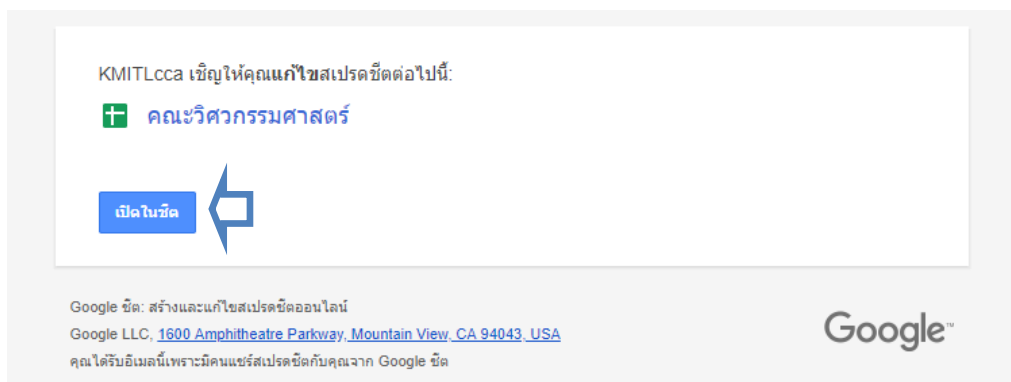 KMITLcca เชิญให้คุณแก้ไขสเปรดชีตต่อไปนี้:
คณะวิศวกรรมศาสตร์
เปิดในชีต
Google ชีต: สร้างและแก้ไขสเปรดชีตออนไลน์
Google LLC, 1600 Amphitheatre Parkway, Mountain View, CA 94043, USA
คุณได้รับอีเมลนี้เพราะมีคนแชร์สเปรดชีตกับคุณจาก Google ชีต
Google™